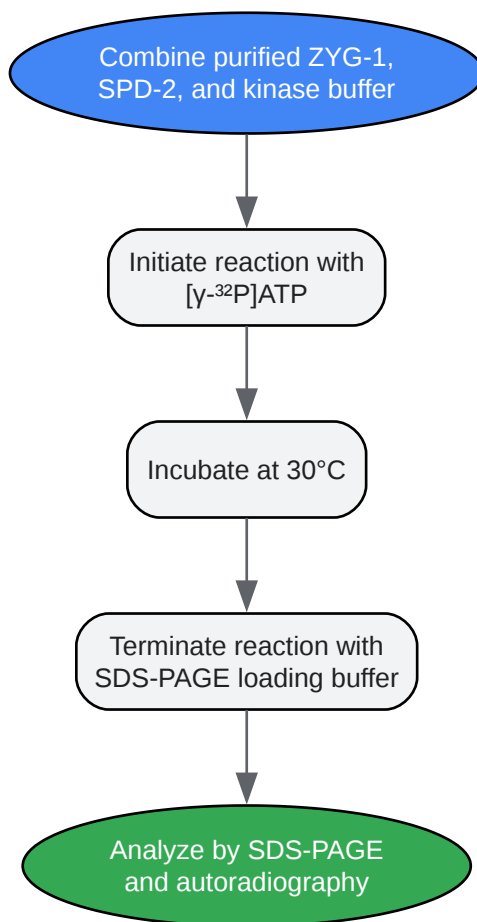 Combine purified ZYG-1,
SPD-2, and kinase buffer
Initiate reaction with
[γ-³²P]ATP
Incubate at 30°C
Terminate reaction with
SDS-PAGE loading buffer
Analyze by SDS-PAGE
and autoradiography